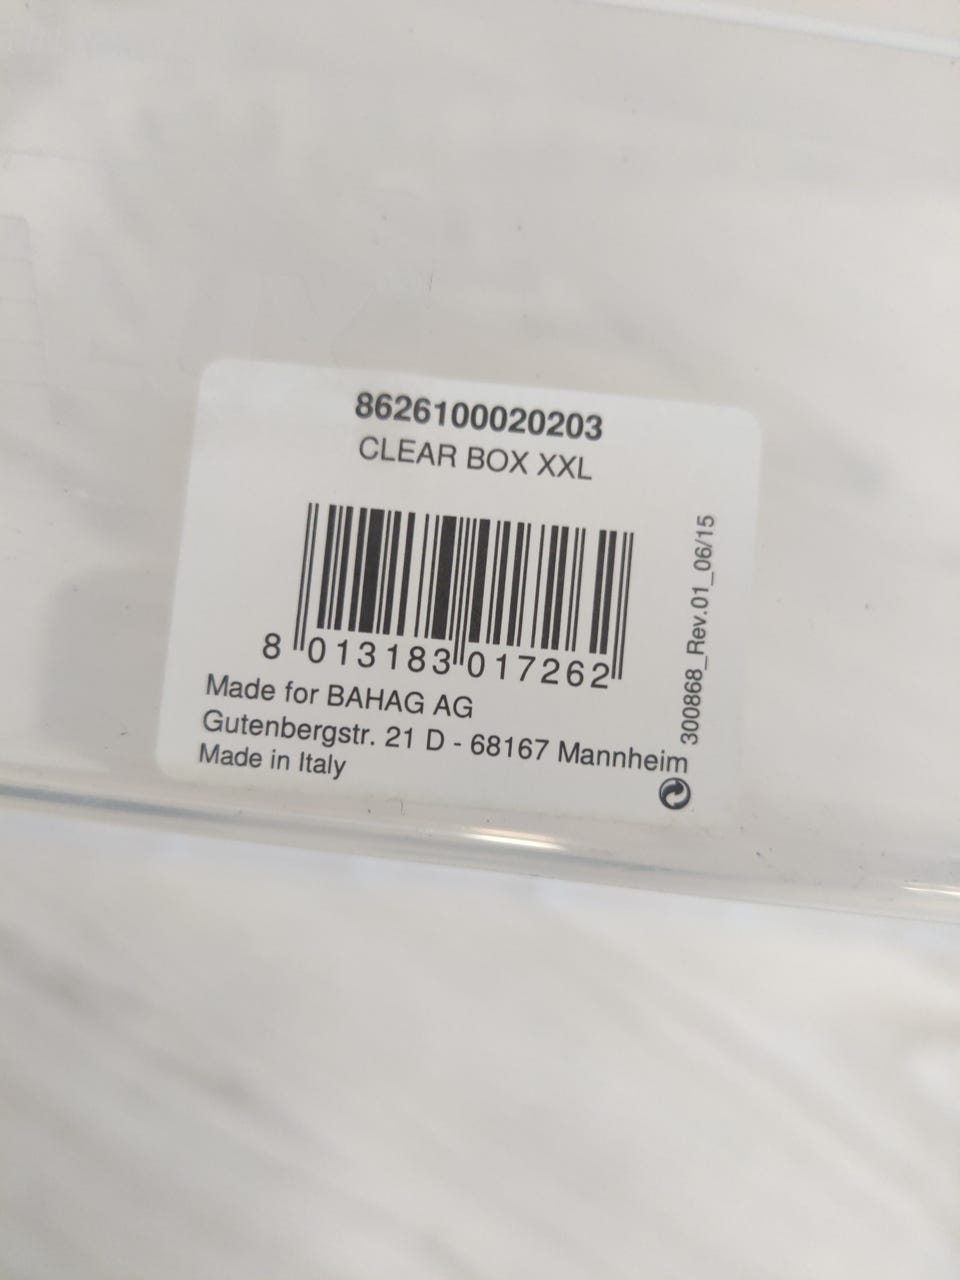 8626100020203
CLEAR BOX XXL
8 013183 017262
Made for BAHAG AG
Gutenbergstr. 21 D - 68167 Mannheim
Made in Italy
300868_Rev.01_06/15